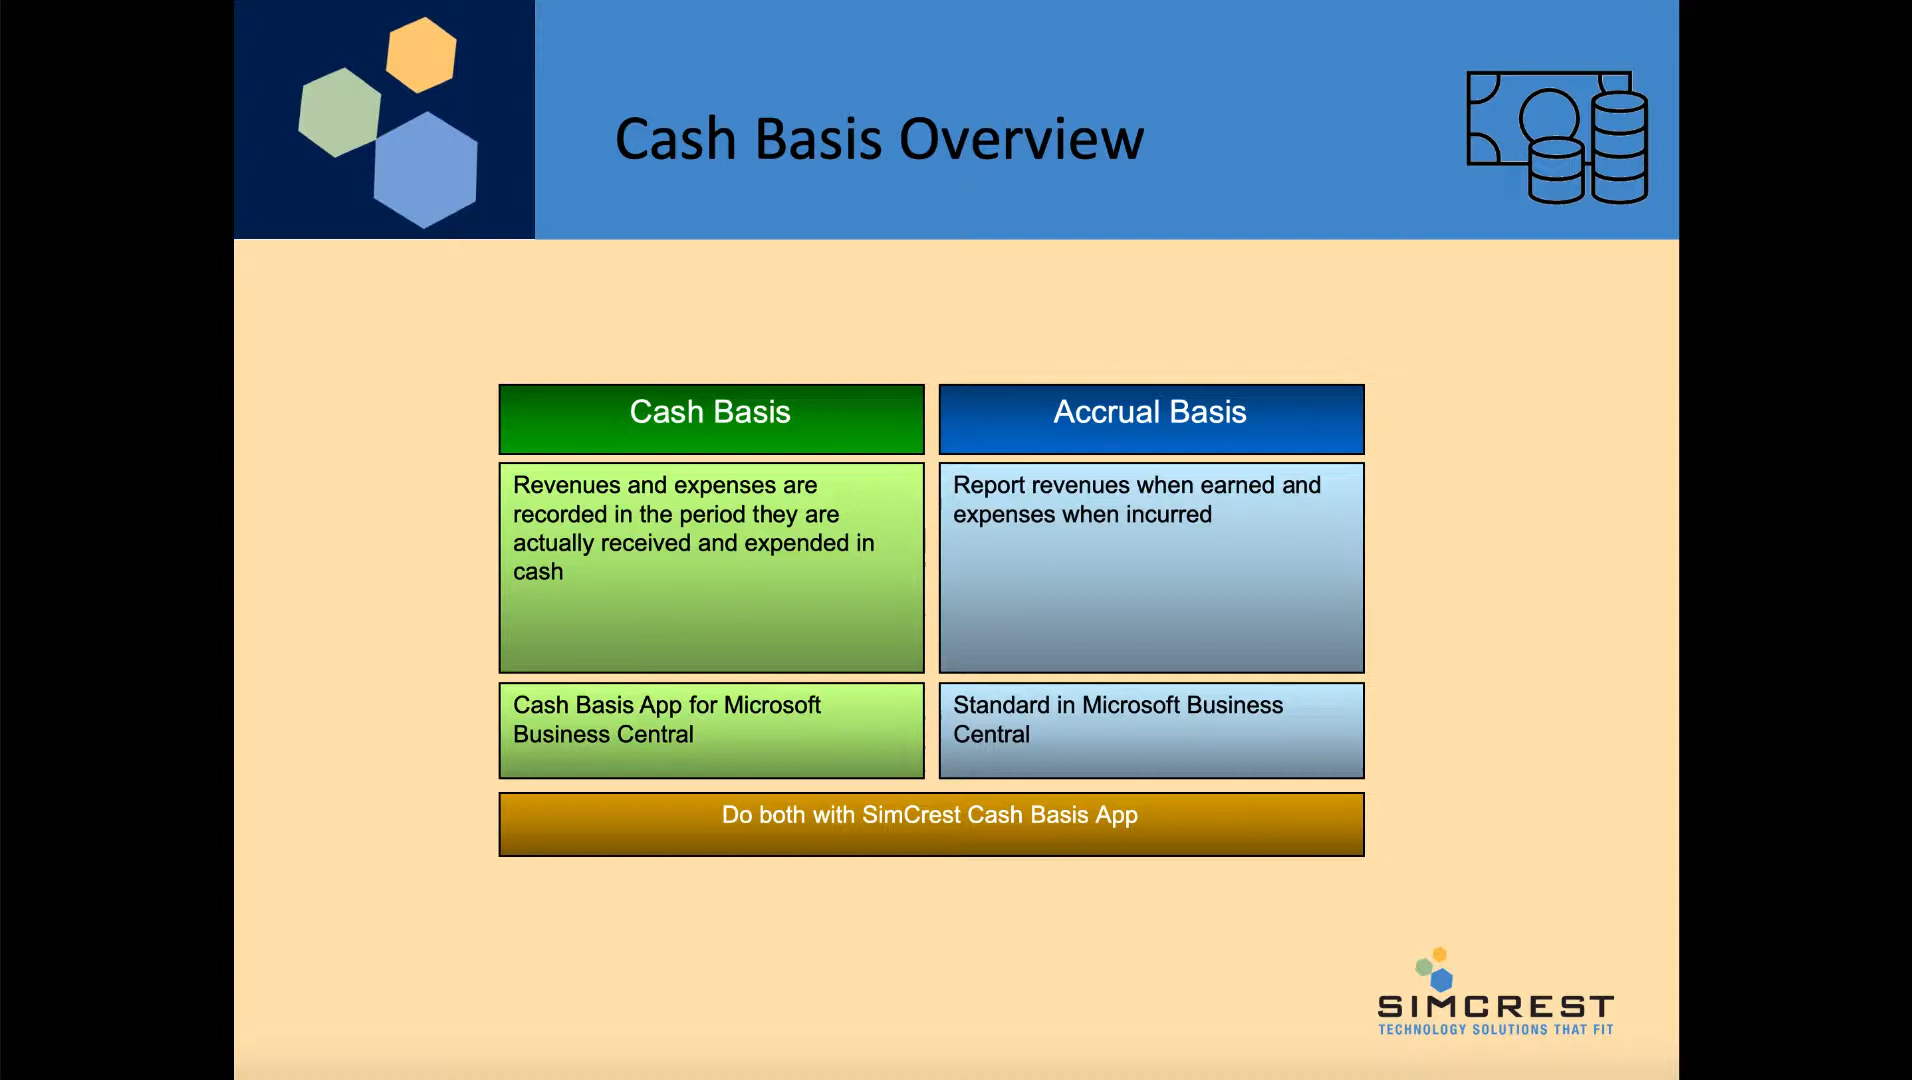 Cash Basis Overview
Cash Basis
Accrual Basis
Revenues and expenses are
recorded in the period they are
actually received and expended in
cash
Report revenues when earned and
expenses when incurred
Cash Basis App for Microsoft
Business Central
Standard in Microsoft Business
Central
Do both with SimCrest Cash Basis App
SIMCREST
TECHNOLOGY SOLUTIONS THAT FIT